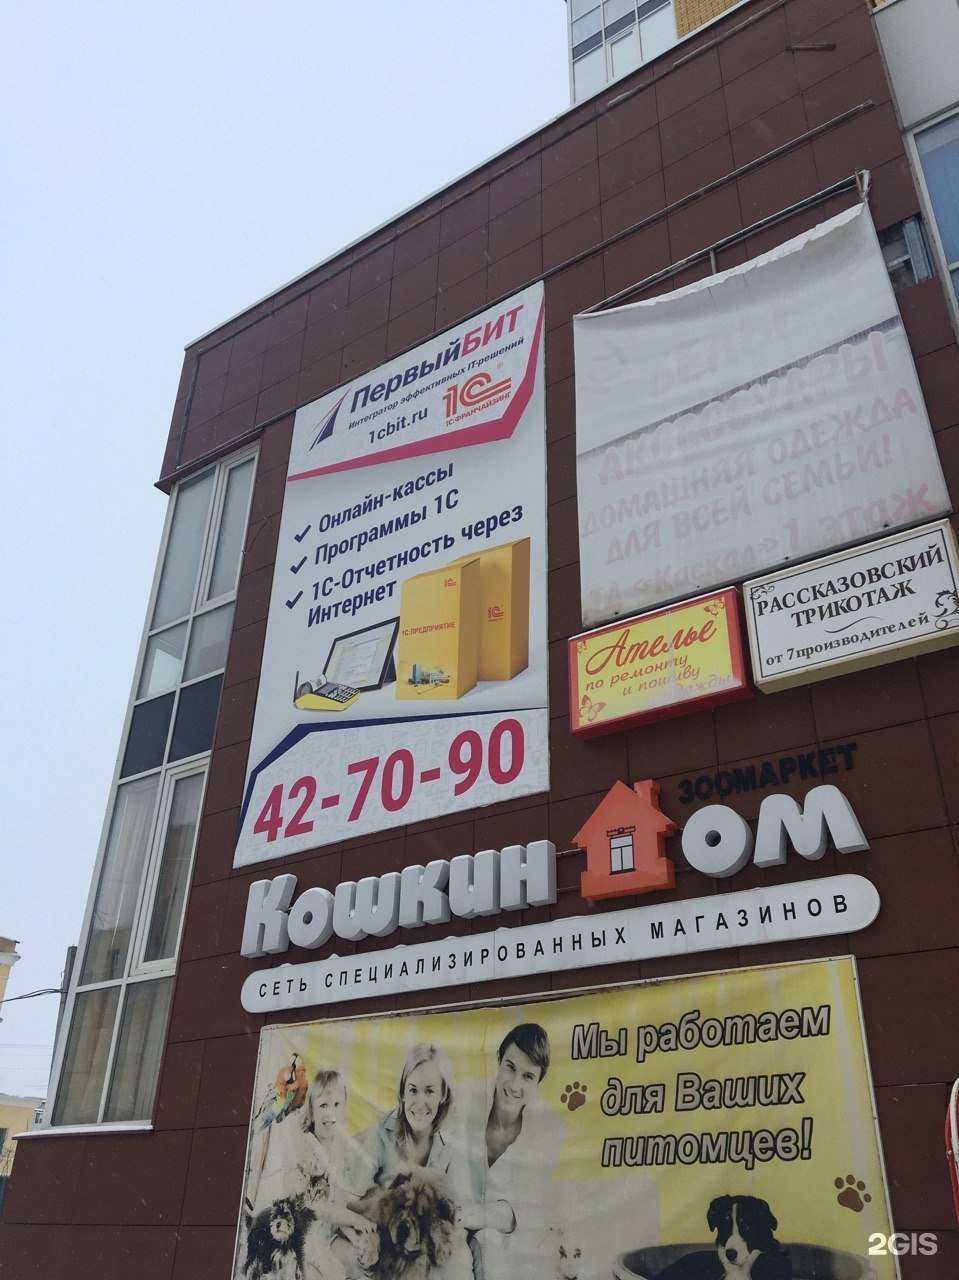 ПервыйБИТ
Интегратор эффективных IT-решений
1cbit.ru
1С
1С:ФРАНЧАЙЗИНГ
Онлайн-кассы
Программы 1С
1С-Отчетность через
Интернет
1С:ПРЕДПРИЯТИЕ
42-70-90
ДОМАШНЯЯ ОДЕЖДА
ДЛЯ ВСЕЙ СЕМЬИ!
1 этаж
Ателье
по ремонту
и пошиву
одежды
РАССКАЗОВСКИЙ
ТРИКОТАЖ
от 7 производителей
ЗООМАРКЕТ
Кошкин Дом
СЕТЬ СПЕЦИАЛИЗИРОВАННЫХ МАГАЗИНОВ
Мы работаем
для Ваших
питомцев!
2GIS